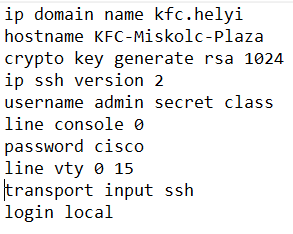 ip domain name kfc.helyi
hostname KFC-Miskolc-Plaza
crypto key generate rsa 1024
ip ssh version 2
username admin secret class
line console 0
password cisco
line vty 0 15
transport input ssh
login local